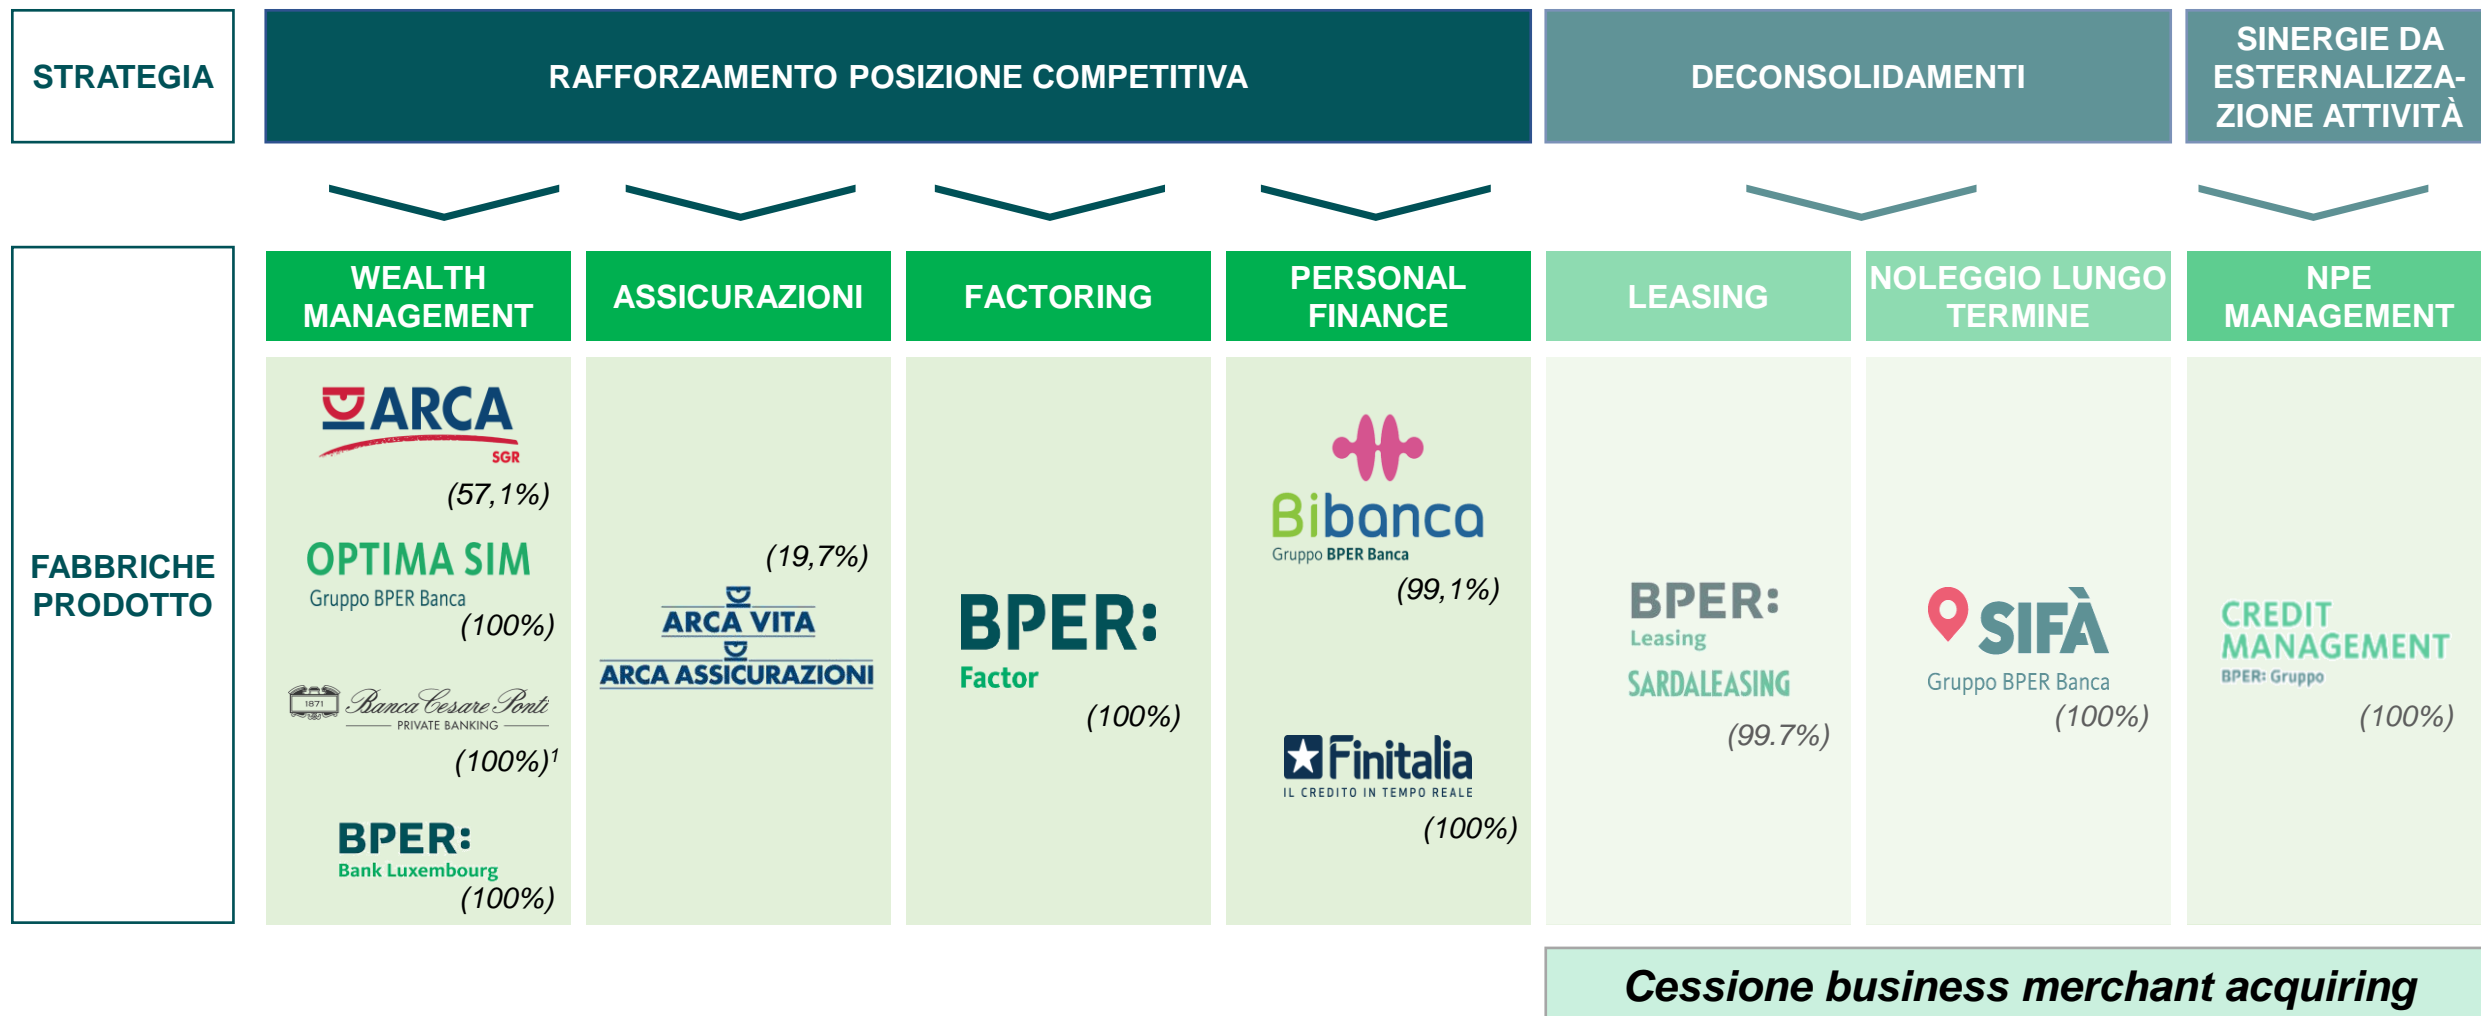 STRATEGIA
RAFFORZAMENTO POSIZIONE COMPETITIVA
DECONSOLIDAMENTI
SINERGIE DA
ESTERNALIZZA-
ZIONE ATTIVITÀ
FABBRICHE
PRODOTTO
WEALTH
MANAGEMENT
ARCA
SGR
(57,1%)
OPTIMA SIM
Gruppo BPER Banca
(100%)
1871
Banca Cesare Ponti
PRIVATE BANKING
(100%)¹
BPER:
Bank Luxembourg
(100%)
ASSICURAZIONI
(19,7%)
ARCA VITA
ARCA ASSICURAZIONI
FACTORING
BPER:
Factor
(100%)
PERSONAL
FINANCE
Bibanca
Gruppo BPER Banca
(99,1%)
Finitalia
IL CREDITO IN TEMPO REALE
(100%)
LEASING
BPER:
Leasing
SARDALEASING
(99.7%)
NOLEGGIO LUNGO
TERMINE
SIFÀ
Gruppo BPER Banca
(100%)
NPE
MANAGEMENT
CREDIT
MANAGEMENT
BPER: Gruppo
(100%)
Cessione business merchant acquiring